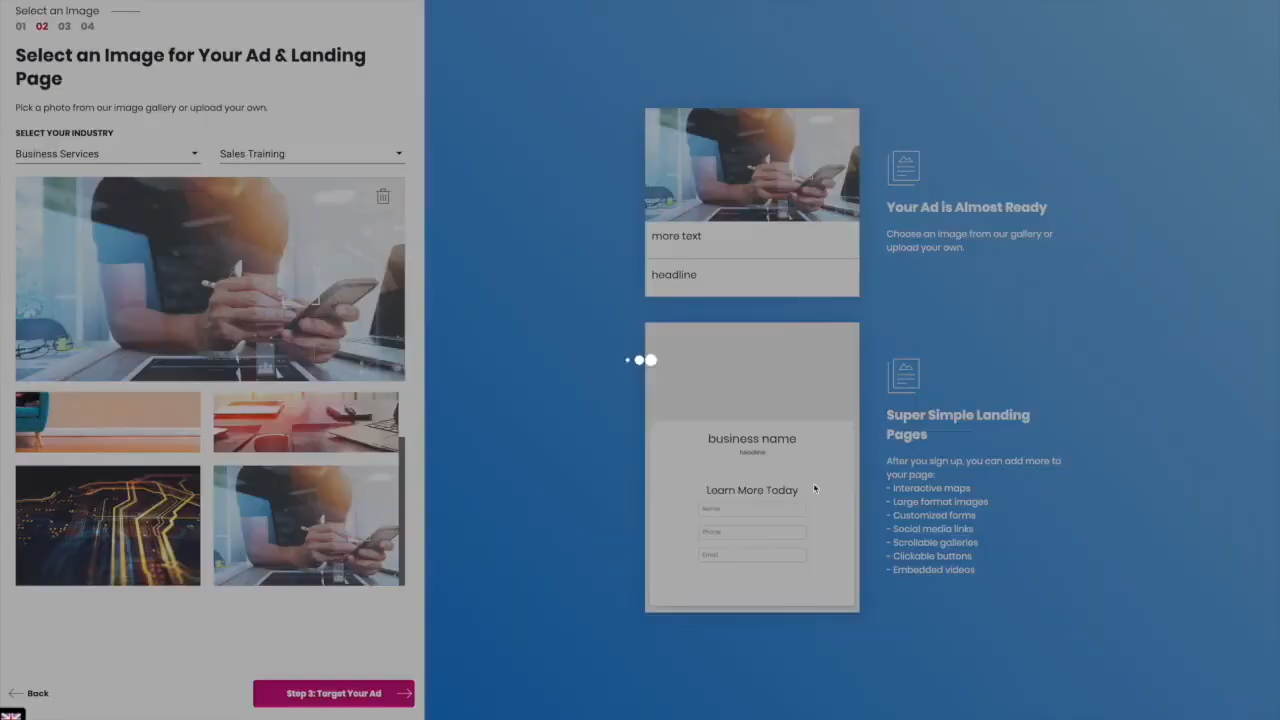 Select an Image
01 02 03 04
Select an Image for Your Ad & Landing
Page
Pick a photo from our image gallery or upload your own.
SELECT YOUR INDUSTRY
Business Services
Sales Training
Back
Step 3: Target Your Ad
more text
headline
business name
headline
Learn More Today
Name
Phone
Email
Your Ad is Almost Ready
Choose an image from our gallery or
upload your own.
Super Simple Landing
Pages
After you sign up, you can add more to
your page:
- Interactive maps
- Large format images
- Customized forms
- Social media links
- Scrollable galleries
- Clickable buttons
- Embedded videos